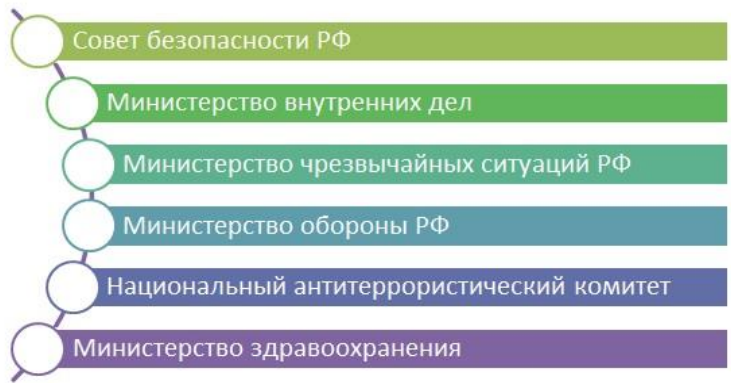 Совет безопасности РФ
Министерство внутренних дел
Министерство чрезвычайных ситуаций РФ
Министерство обороны РФ
Национальный антитеррористический комитет
Министерство здравоохранения